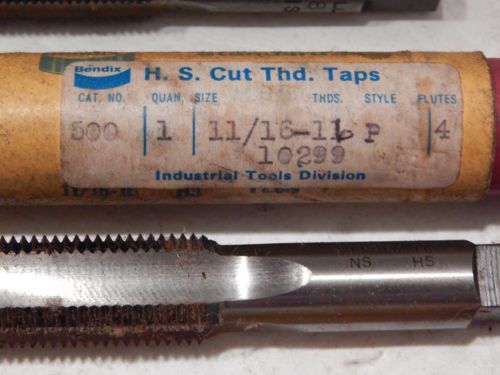 Bendix
H. S. Cut Thd. Taps
CAT. NO. QUAN. SIZE THDS. STYLE FLUTES
500 1 11/16-16 P 4
10299
Industrial Tools Division
NS HS